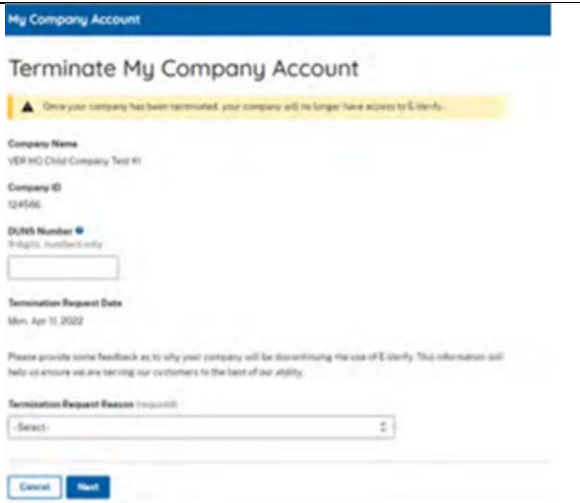 My Company Account
Terminate My Company Account
Once your company has been terminated, your company will no longer have access to E-Verify.
Company Name
VER HQ Child Company Test #1
Company ID
124566
DUNS Number
9 digits, numbers only
Termination Request Date
Mon, Apr 11, 2022
Please provide some feedback as to why your company will be discontinuing the use of E-Verify. This information will
help us ensure we are serving our customers to the best of our ability.
Termination Request Reason (required)
-Select-
Cancel Next